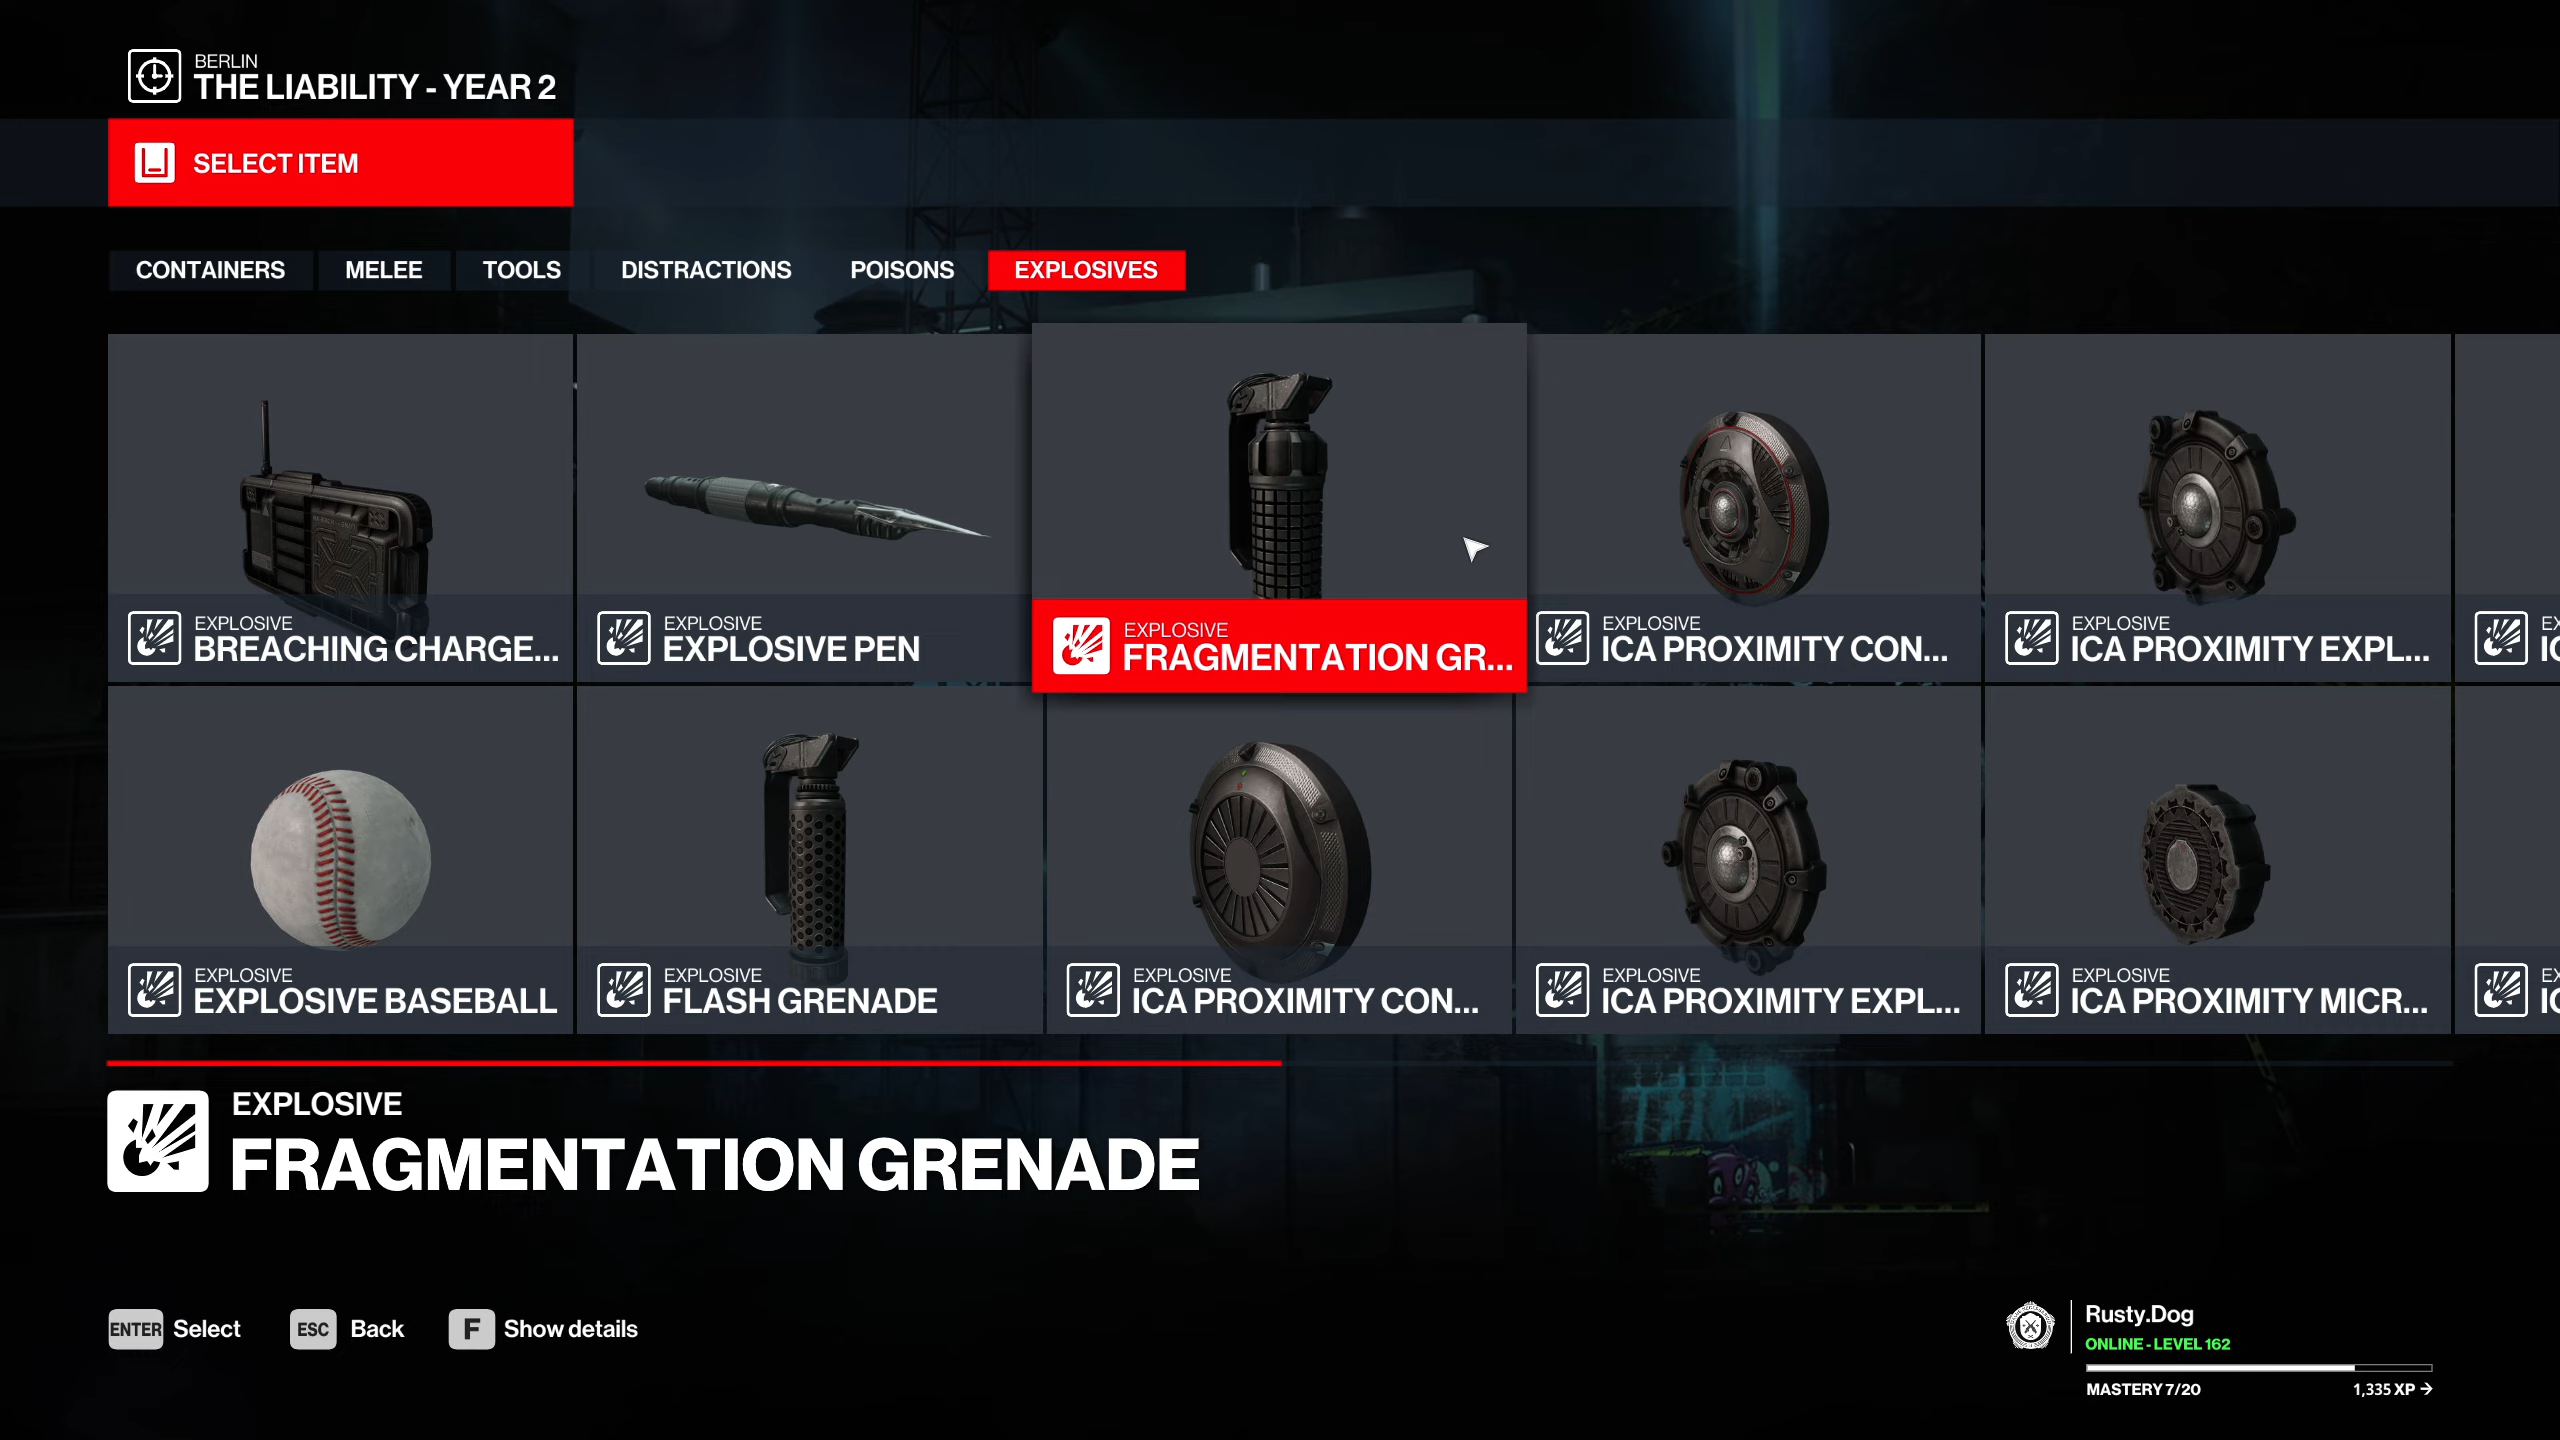 BERLIN
THE LIABILITY - YEAR 2
SELECT ITEM
CONTAINERS
MELEE
TOOLS
DISTRACTIONS
POISONS
EXPLOSIVES
EXPLOSIVE
BREACHING CHARGE...
EXPLOSIVE
EXPLOSIVE PEN
EXPLOSIVE
FRAGMENTATION GR...
EXPLOSIVE
ICA PROXIMITY CON...
EXPLOSIVE
ICA PROXIMITY EXPL...
EXPLOSIVE
EXPLOSIVE BASEBALL
EXPLOSIVE
FLASH GRENADE
EXPLOSIVE
ICA PROXIMITY CON...
EXPLOSIVE
ICA PROXIMITY EXPL...
EXPLOSIVE
ICA PROXIMITY MICR...
EXPLOSIVE
FRAGMENTATION GRENADE
ENTER Select
ESC Back
F Show details
Rusty.Dog
ONLINE - LEVEL 162
MASTERY 7/20
1,335 XP →